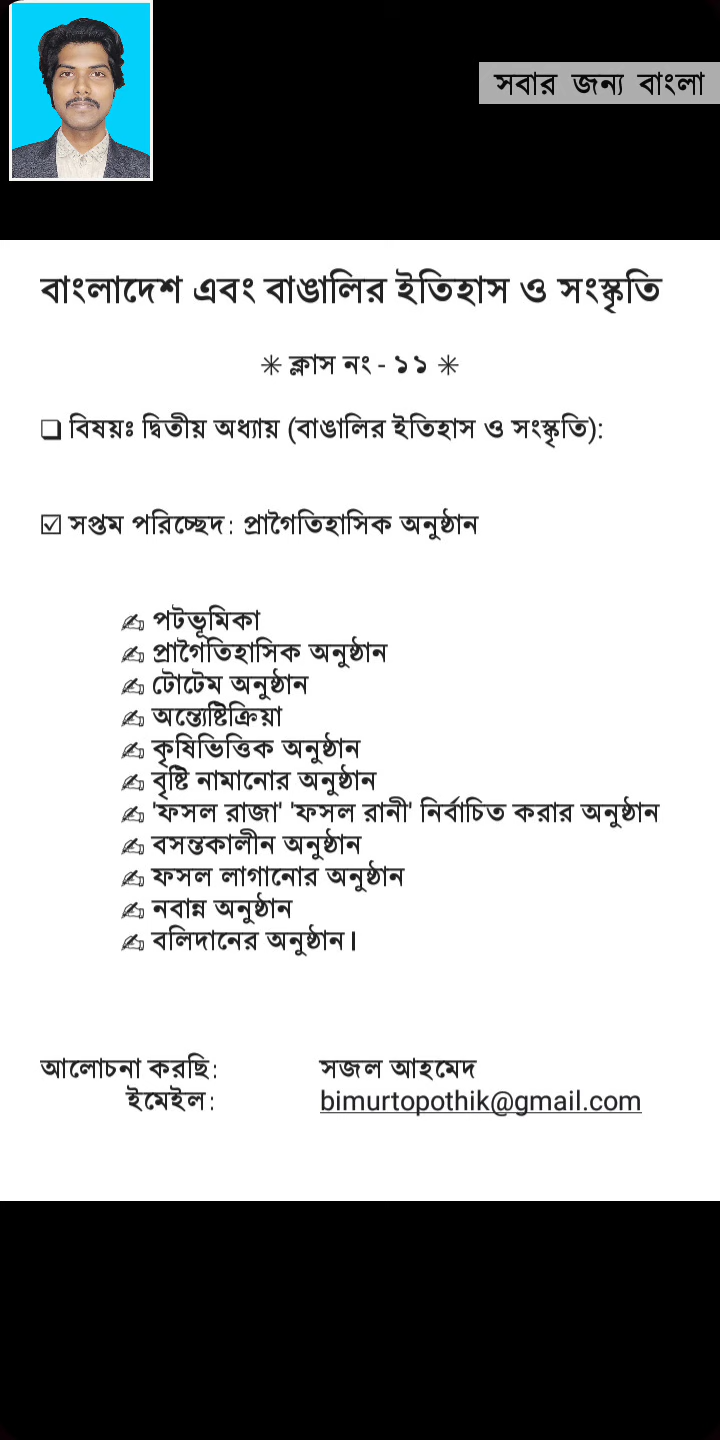 সবার জন্য বাংলা
বাংলাদেশ এবং বাঙালির ইতিহাস ও সংস্কৃতি
✳ ক্লাস নং - ১১ ✳
❑ বিষয়ঃ দ্বিতীয় অধ্যায় (বাঙালির ইতিহাস ও সংস্কৃতি):
☑ সপ্তম পরিচ্ছেদ: প্রাগৈতিহাসিক অনুষ্ঠান
✍ পটভূমিকা
✍ প্রাগৈতিহাসিক অনুষ্ঠান
✍ টোটেম অনুষ্ঠান
✍ অন্ত্যেষ্টিক্রিয়া
✍ কৃষিভিত্তিক অনুষ্ঠান
✍ বৃষ্টি নামানোর অনুষ্ঠান
✍ 'ফসল রাজা' 'ফসল রানী' নির্বাচিত করার অনুষ্ঠান
✍ বসন্তকালীন অনুষ্ঠান
✍ ফসল লাগানোর অনুষ্ঠান
✍ নবান্ন অনুষ্ঠান
✍ বলিদানের অনুষ্ঠান।
আলোচনা করছি: সজল আহমেদ
ইমেইল: bimurtopothik@gmail.com